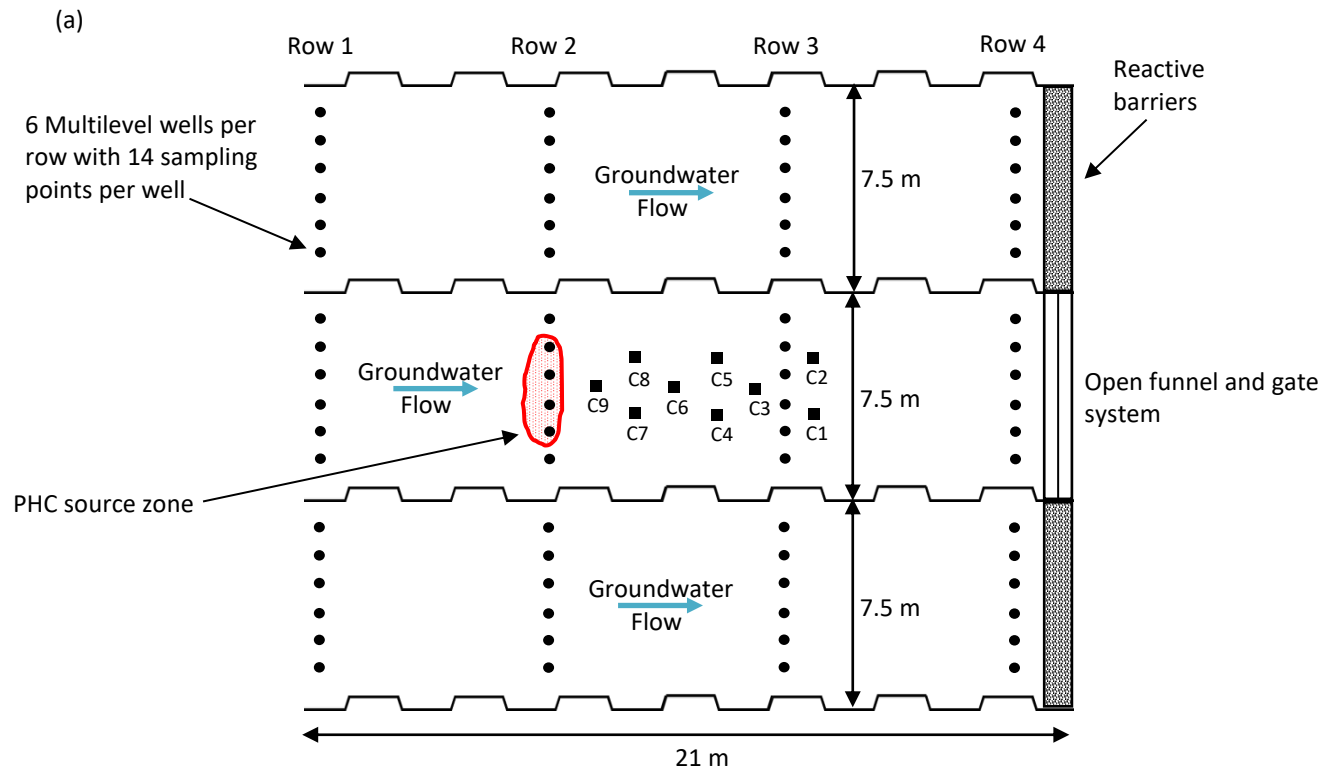 (a)
Row 1
Row 2
Row 3
Row 4
Reactive
barriers
6 Multilevel wells per
row with 14 sampling
points per well
Groundwater
Flow
7.5 m
Groundwater
Flow
C9
C8
C7
C6
C5
C4
C3
C2
C1
7.5 m
Open funnel and gate
system
PHC source zone
Groundwater
Flow
7.5 m
21 m